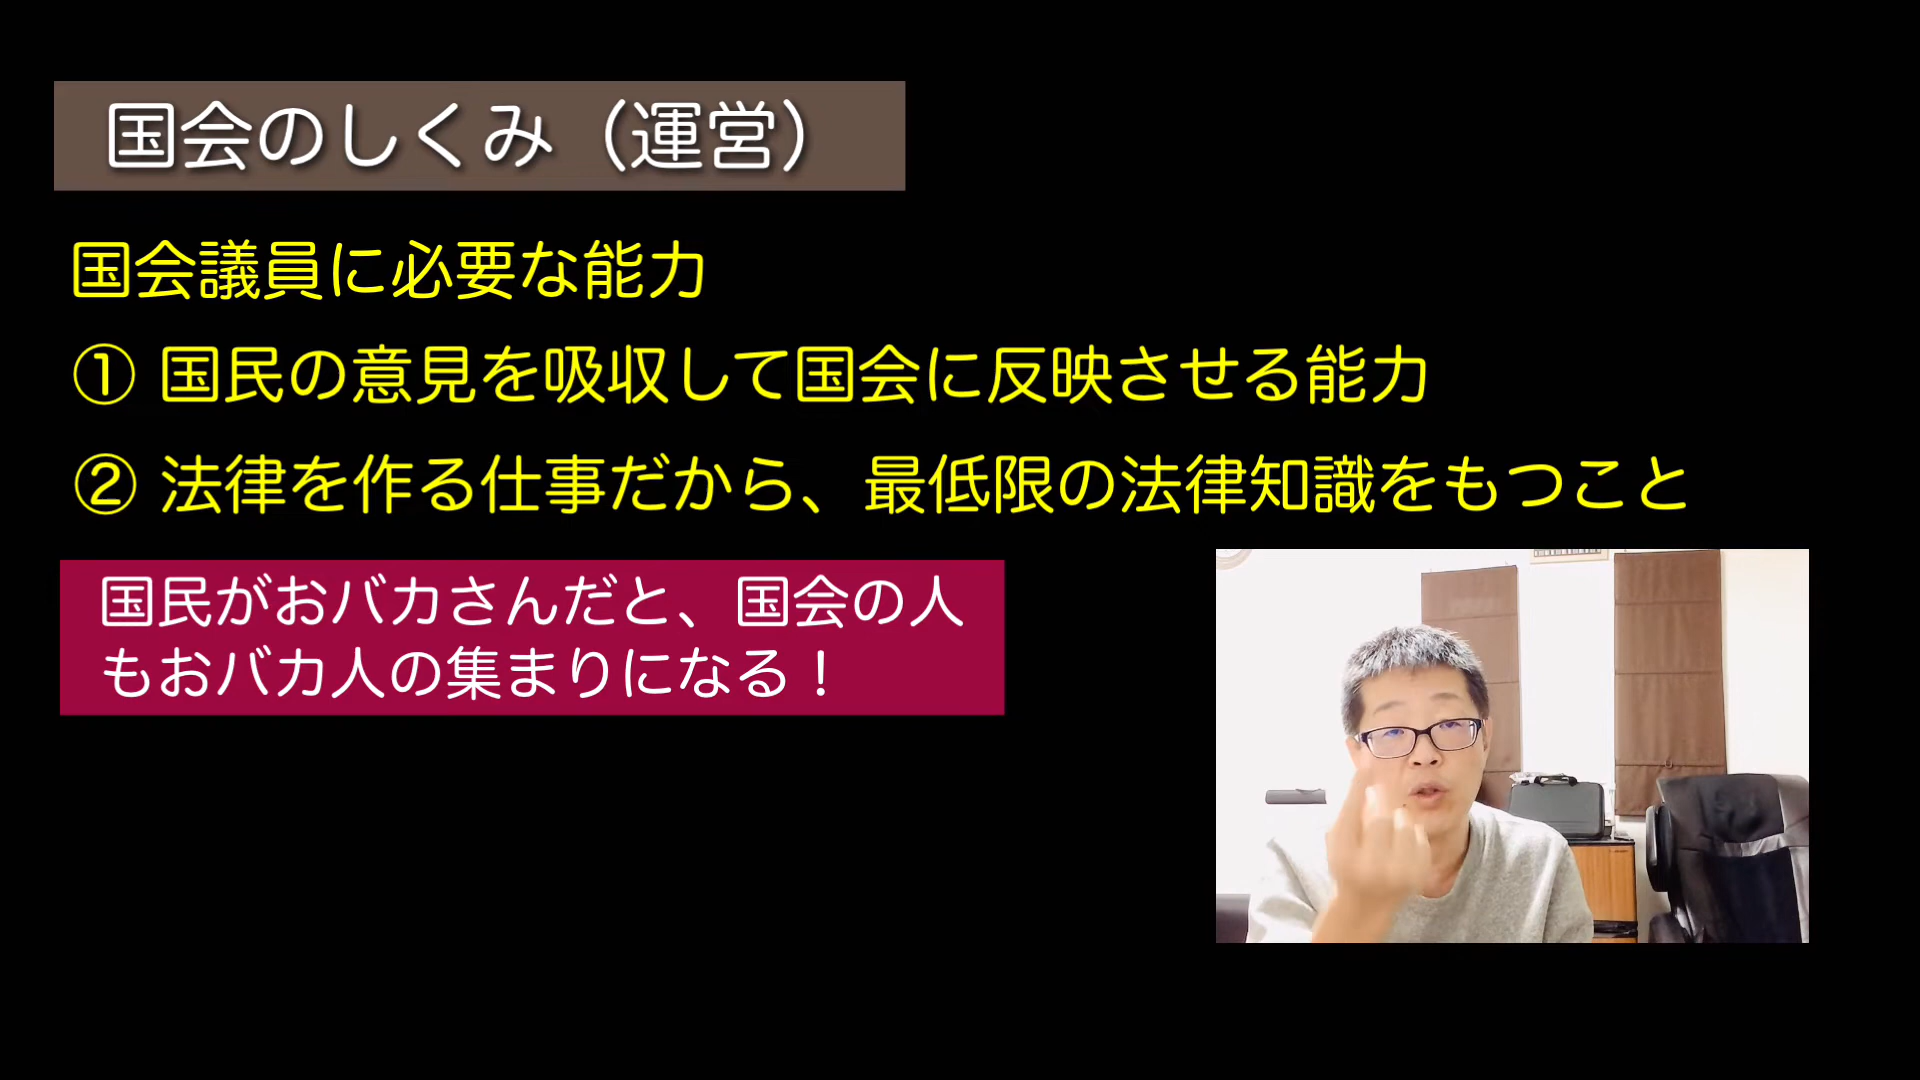 国会のしくみ（運営）
国会議員に必要な能力
① 国民の意見を吸収して国会に反映させる能力
② 法律を作る仕事だから、最低限の法律知識をもつこと
国民がおバカさんだと、国会の人
もおバカ人の集まりになる！